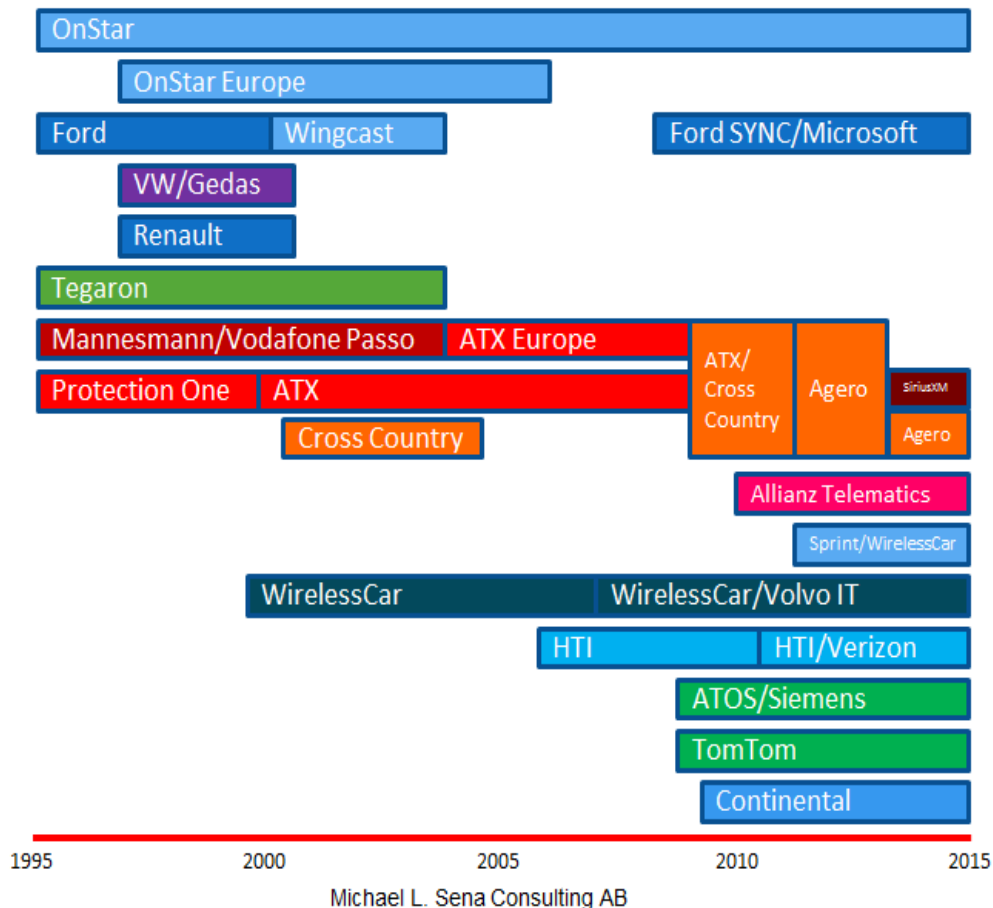 OnStar
OnStar Europe
Ford
Wingcast
Ford SYNC/Microsoft
VW/Gedas
Renault
Tegaron
Mannesmann/Vodafone Passo
ATX Europe
ATX/
Cross
Country
Agero
Protection One
ATX
SiriusXM
Cross Country
Agero
Allianz Telematics
Sprint/WirelessCar
WirelessCar
WirelessCar/Volvo IT
HTI
HTI/Verizon
ATOS/Siemens
TomTom
Continental
1995 2000 2005 2010 2015
Michael L. Sena Consulting AB